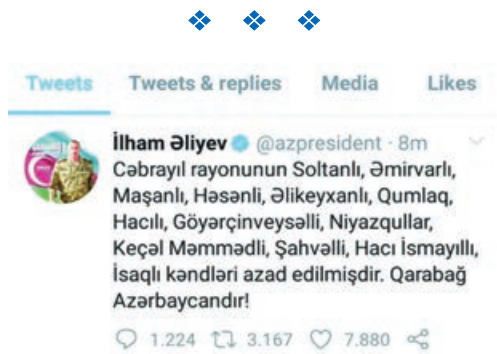 Tweets Tweets & replies Media Likes
İlham Əliyev @azpresident · 8m
Cəbrayıl rayonunun Soltanlı, Əmirvarlı,
Maşanlı, Həsənli, Əlikeyxanlı, Qumlaq,
Hacılı, Göyərçinveysəlli, Niyazqullar,
Keçəl Məmmədli, Şahvəlli, Hacı İsmayıllı,
İsaqlı kəndləri azad edilmişdir. Qarabağ
Azərbaycandır!
1.224 3.167 7.880